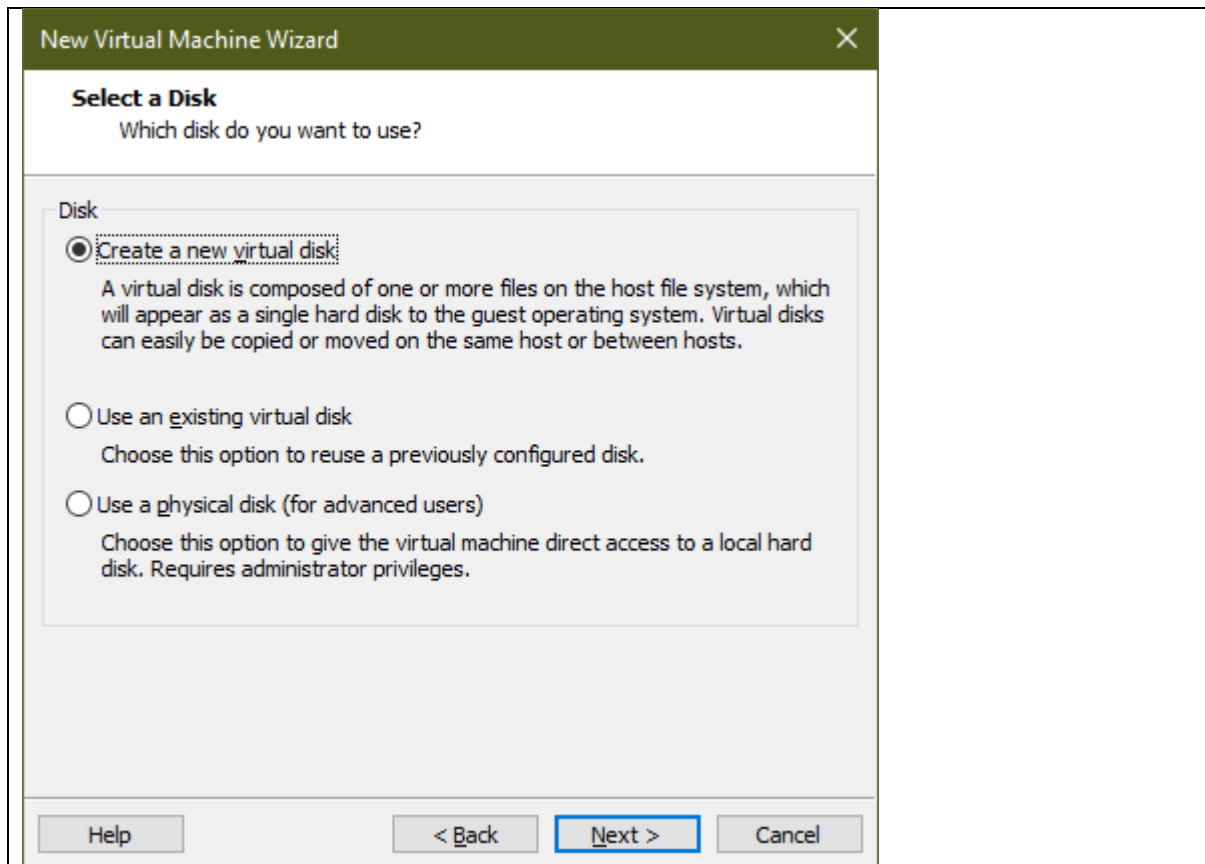 New Virtual Machine Wizard
Select a Disk
Which disk do you want to use?
Disk
Create a new virtual disk
A virtual disk is composed of one or more files on the host file system, which
will appear as a single hard disk to the guest operating system. Virtual disks
can easily be copied or moved on the same host or between hosts.
Use an existing virtual disk
Choose this option to reuse a previously configured disk.
Use a physical disk (for advanced users)
Choose this option to give the virtual machine direct access to a local hard
disk. Requires administrator privileges.
Help < Back Next > Cancel